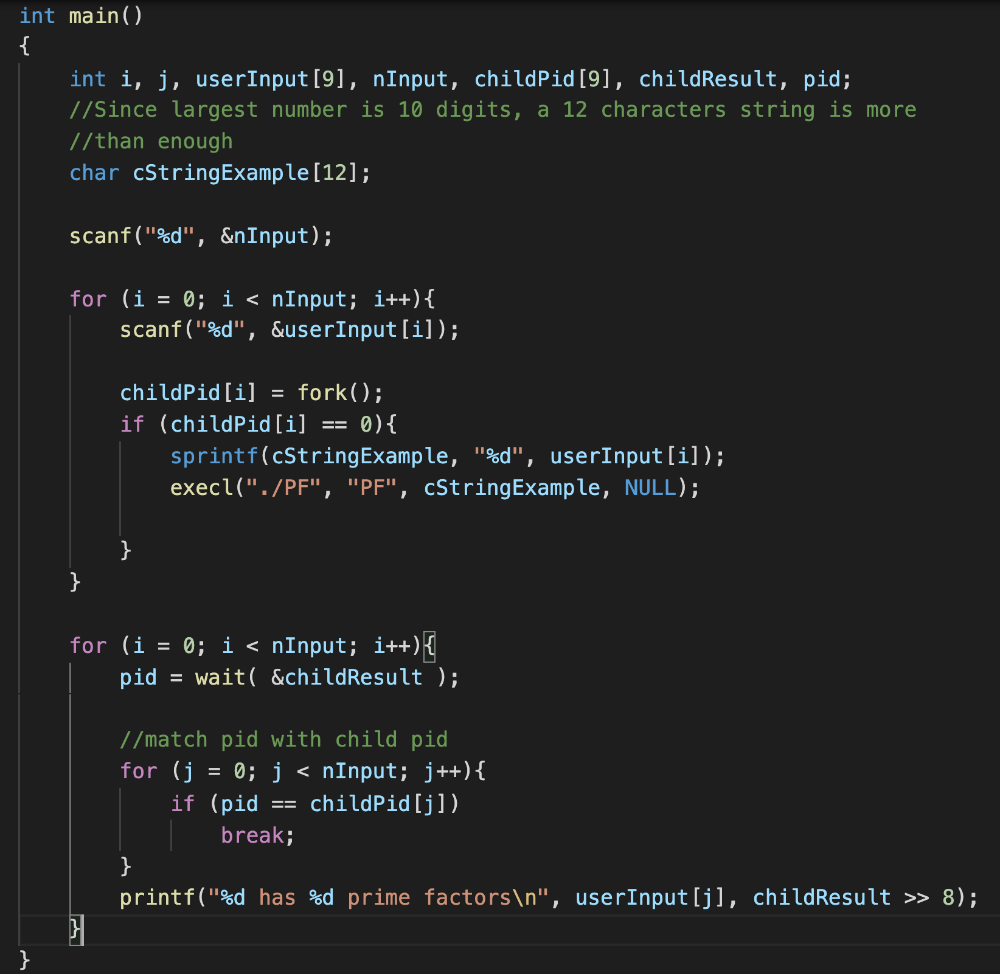 int main()
{
    int i, j, userInput[9], nInput, childPid[9], childResult, pid;
    //Since largest number is 10 digits, a 12 characters string is more
    //than enough
    char cStringExample[12];

    scanf("%d", &nInput);

    for (i = 0; i < nInput; i++){
        scanf("%d", &userInput[i]);

        childPid[i] = fork();
        if (childPid[i] == 0){
            sprintf(cStringExample, "%d", userInput[i]);
            execl("./PF", "PF", cStringExample, NULL);

        }
    }

    for (i = 0; i < nInput; i++){
        pid = wait( &childResult );

        //match pid with child pid
        for (j = 0; j < nInput; j++){
            if (pid == childPid[j])
                break;
        }
        printf("%d has %d prime factors\n", userInput[j], childResult >> 8);
    }
}